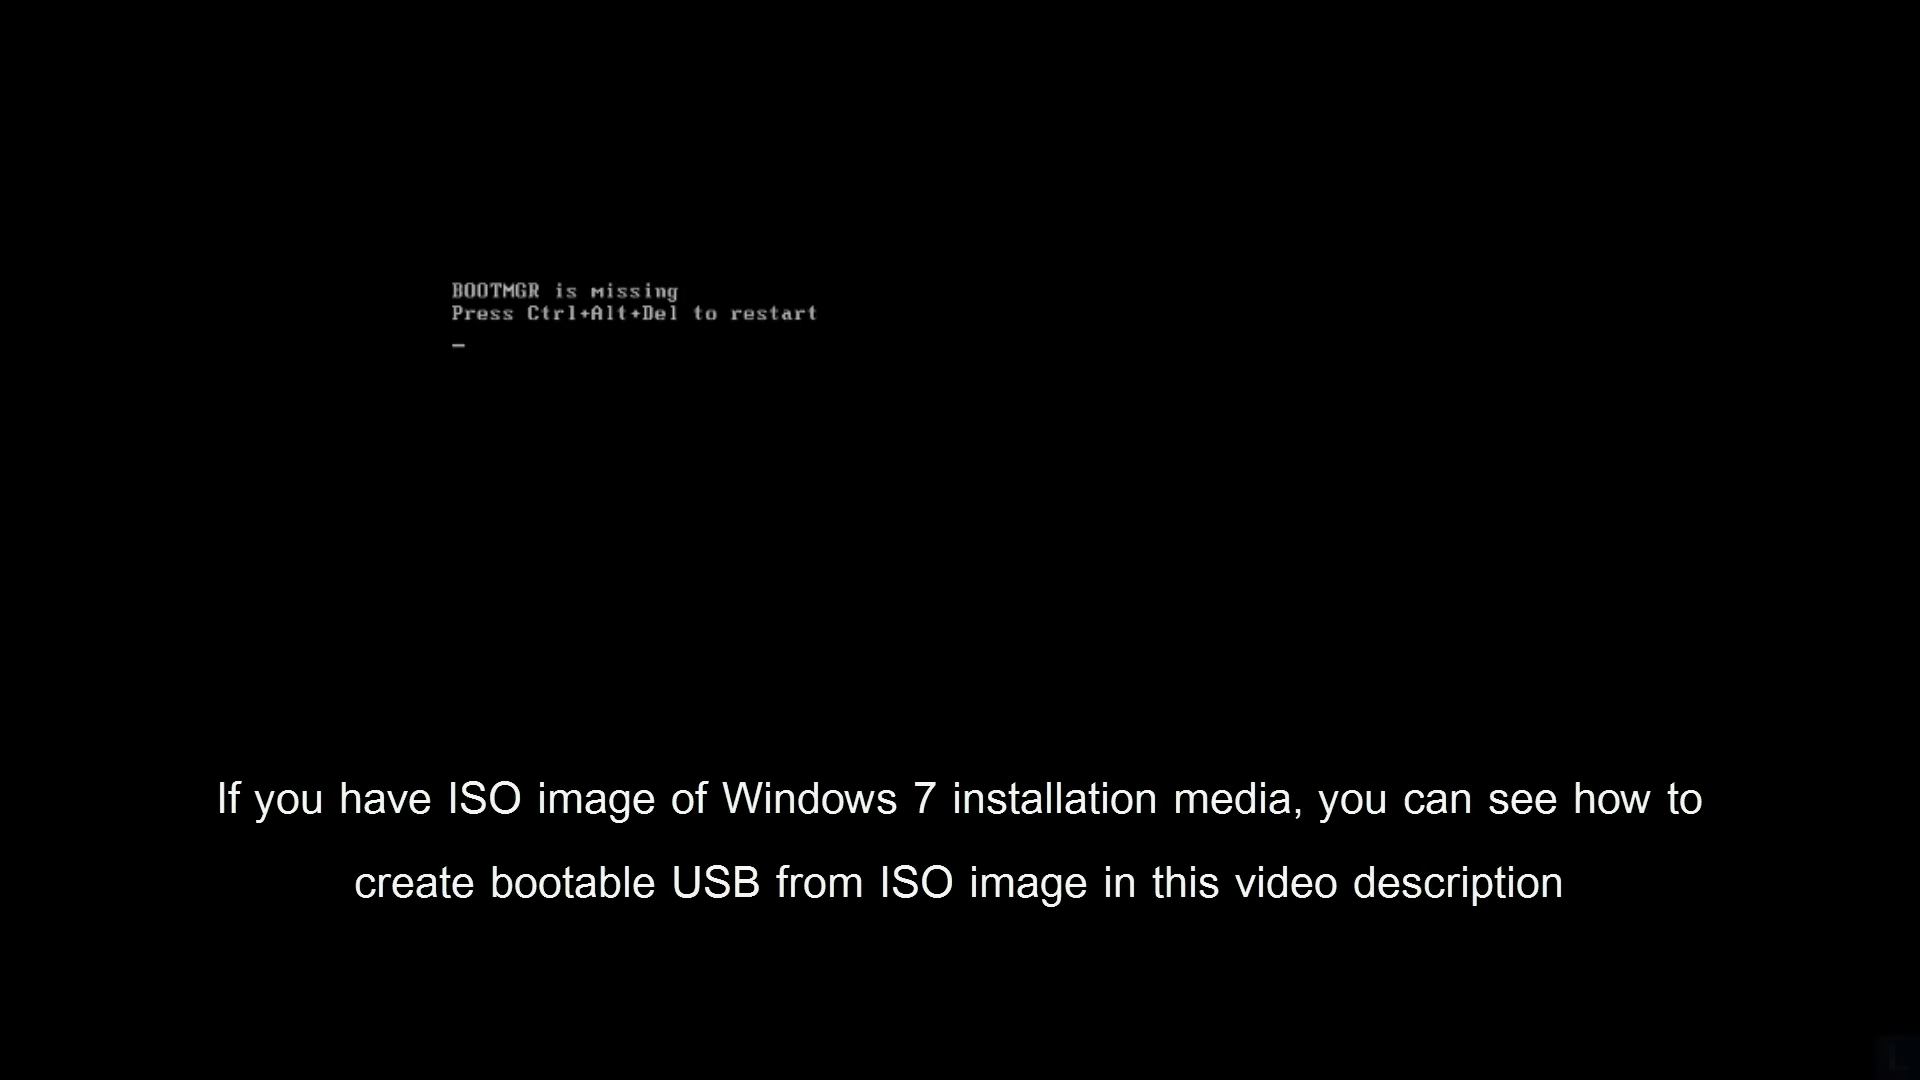 BOOTMGR is missing
Press Ctrl+Alt+Del to restart
_
If you have ISO image of Windows 7 installation media, you can see how to
create bootable USB from ISO image in this video description